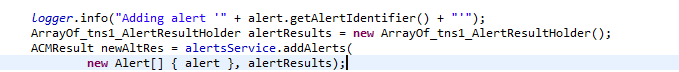 logger.info("Adding alert '" + alert.getAlertIdentifier() + "'");
ArrayOf_tns1_AlertResultHolder alertResults = new ArrayOf_tns1_AlertResultHolder();
ACMResult newAltRes = alertsService.addAlerts(
new Alert[] { alert }, alertResults);